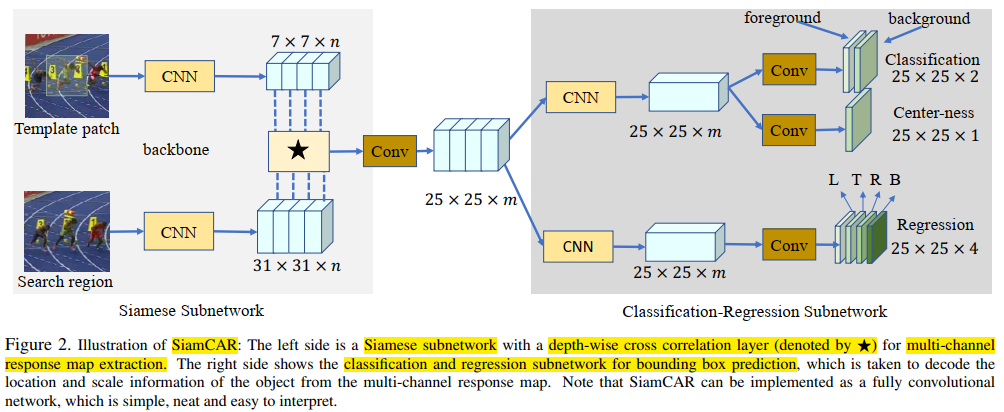 7 × 7 × n
foreground
background
CNN
Conv
Classification
25 × 25 × 2
Template patch
CNN
25 × 25 × m
Conv
Center-ness
25 × 25 × 1
backbone
★
Conv
25 × 25 × m
L T R B
CNN
CNN
Conv
Regression
25 × 25 × 4
Search region
31 × 31 × n
25 × 25 × m
Siamese Subnetwork
Classification-Regression Subnetwork
Figure 2. Illustration of SiamCAR: The left side is a Siamese subnetwork with a depth-wise cross correlation layer (denoted by ★) for multi-channel
response map extraction. The right side shows the classification and regression subnetwork for bounding box prediction, which is taken to decode the
location and scale information of the object from the multi-channel response map. Note that SiamCAR can be implemented as a fully convolutional
network, which is simple, neat and easy to interpret.